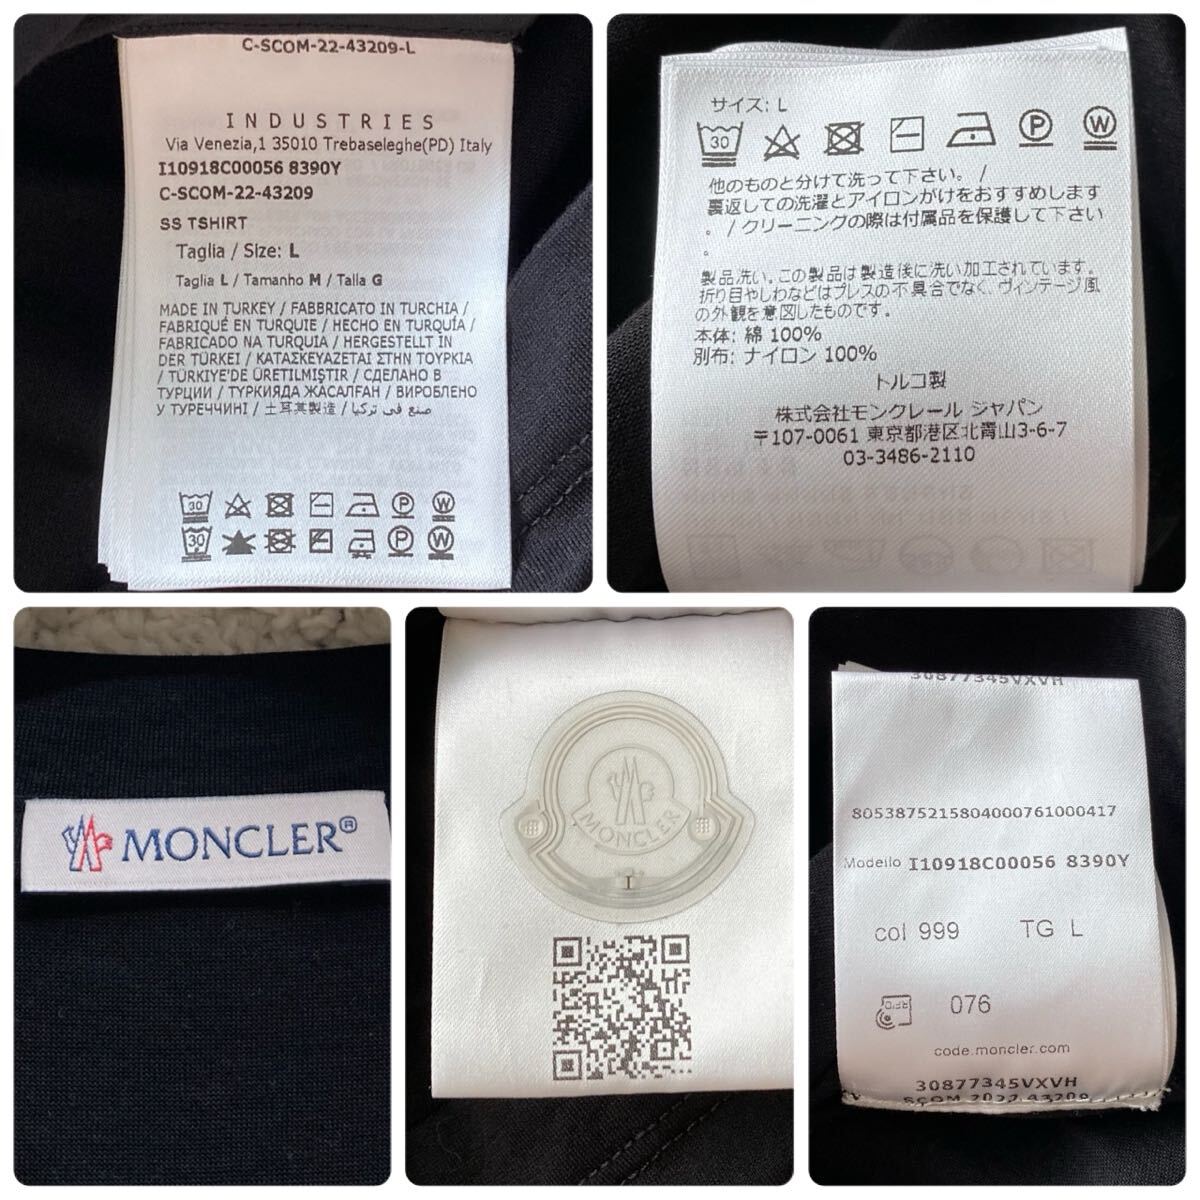 C-SCOM-22-43209-L
INDUSTRIES
Via Venezia,1 35010 Trebaseleghe(PD) Italy
I10918C00056 8390Y
C-SCOM-22-43209
SS TSHIRT
Taglia / Size: L
Taglia L / Tamanho M / Talla G
MADE IN TURKEY / FABBRICATO IN TURCHIA /
FABRIQUÉ EN TURQUIE / HECHO EN TURQUÍA /
FABRICADO NA TURQUIA / HERGESTELLT IN
DER TÜRKEI / ΚΑΤΑΣΚΕΥΑΖΕΤΑΙ ΣΤΗΝ ΤΟΥΡΚΙΑ
/ TÜRKIYE'DE ÜRETILMIŞTIR / СДЕЛАНО В
ТУРЦИИ / ТҮРКИЯДА ЖАСАЛҒАН / ВИРОБЛЕНО
У ТУРЕЧЧИНІ / 土耳其製造 / صنع في تركيا
30 P W
30 P W
サイズ: L
30 P W
他のものと分けて洗って下さい。 /
裏返しての洗濯とアイロンがけをおすすめします
。 / クリーニングの際は付属品を保護して下さい
。
製品洗い。この製品は製造後に洗い加工されています。
折り目やしわなどはプレスの不具合でなく、ヴィンテージ風
の外観を意図したものです。
本体: 綿 100%
別布: ナイロン 100%
トルコ製
株式会社モンクレール ジャパン
〒107-0061 東京都港区北青山3-6-7
03-3486-2110
MONCLER®
MONCLER
30877345VXVH
8053875215804000761000417
Modello I10918C00056 8390Y
col 999 TG L
RFID 076
code.moncler.com
30877345VXVH
SCOM 2022 43209